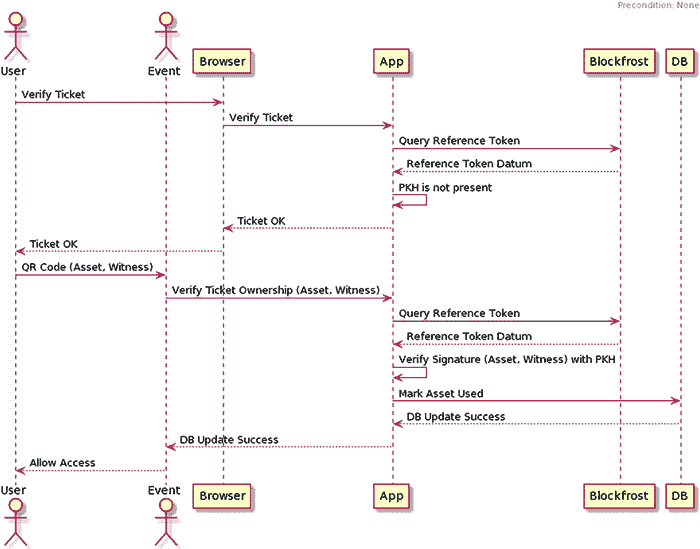 Precondition: None
User
Event
Browser
App
Blockfrost
DB
Verify Ticket
Verify Ticket
Query Reference Token
Reference Token Datum
PKH is not present
Ticket OK
Ticket OK
QR Code (Asset, Witness)
Verify Ticket Ownership (Asset, Witness)
Query Reference Token
Reference Token Datum
Verify Signature (Asset, Witness) with PKH
Mark Asset Used
DB Update Success
DB Update Success
Allow Access
User
Event
Browser
App
Blockfrost
DB